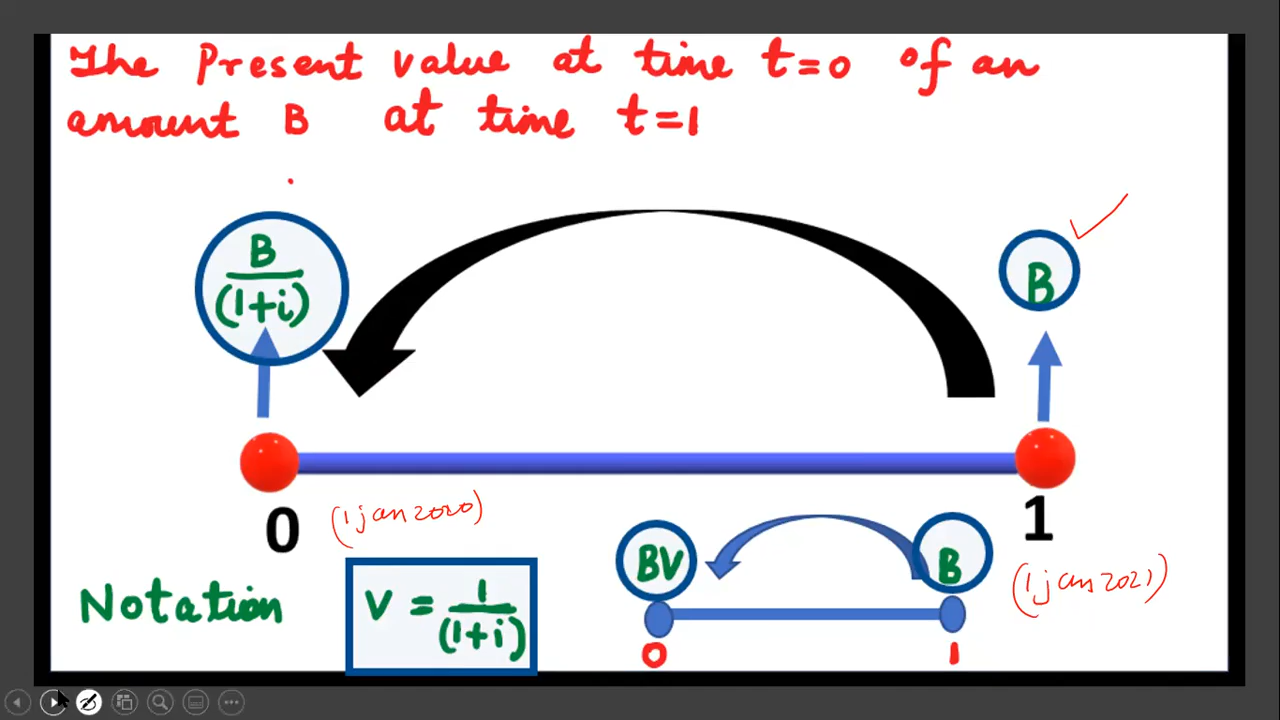 The Present value at time t=0 of an
amount B at time t=1
B
B/(1+i)
B
0
(1 jan 2020)
1
(1 jan 2021)
BV
B
Notation
V = 1/(1+i)
0
1